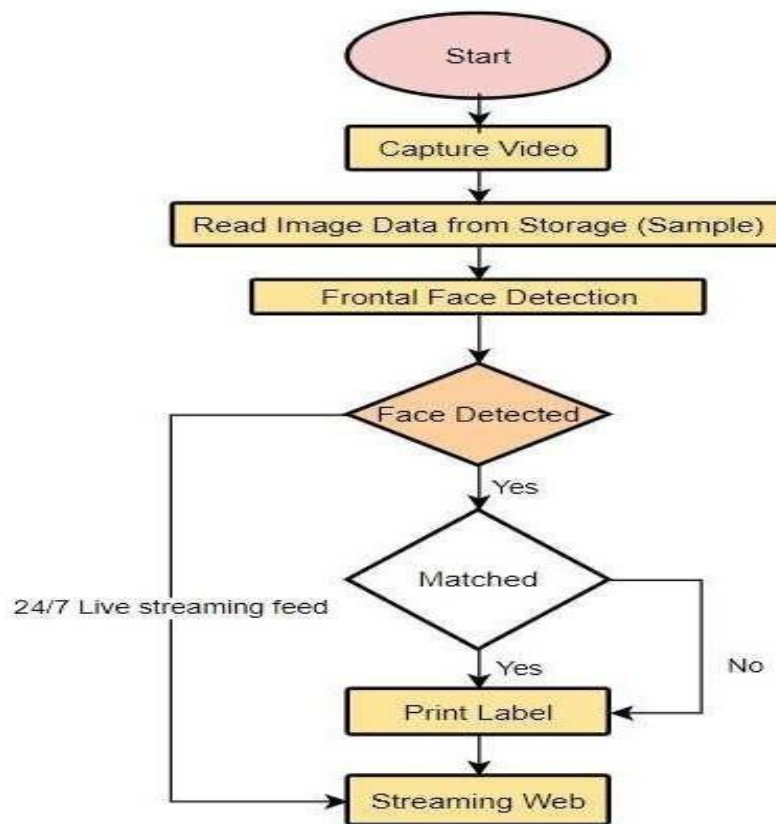 Start
Capture Video
Read Image Data from Storage (Sample)
Frontal Face Detection
Face Detected
Yes
Matched
24/7 Live streaming feed
Yes
No
Print Label
Streaming Web